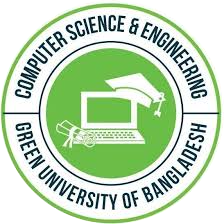 COMPUTER SCIENCE & ENGINEERING
GREEN UNIVERSITY OF BANGLADESH